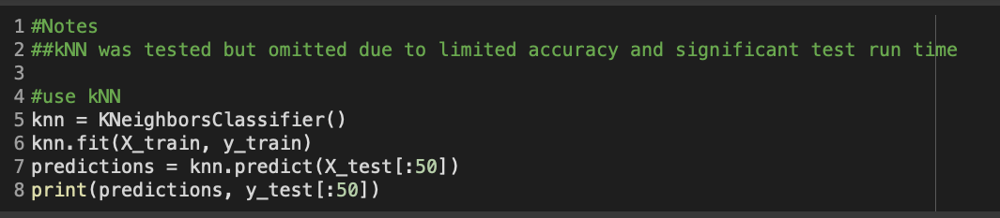 1 #Notes
2 ##kNN was tested but omitted due to limited accuracy and significant test run time
3
4 #use kNN
5 knn = KNeighborsClassifier()
6 knn.fit(X_train, y_train)
7 predictions = knn.predict(X_test[:50])
8 print(predictions, y_test[:50])